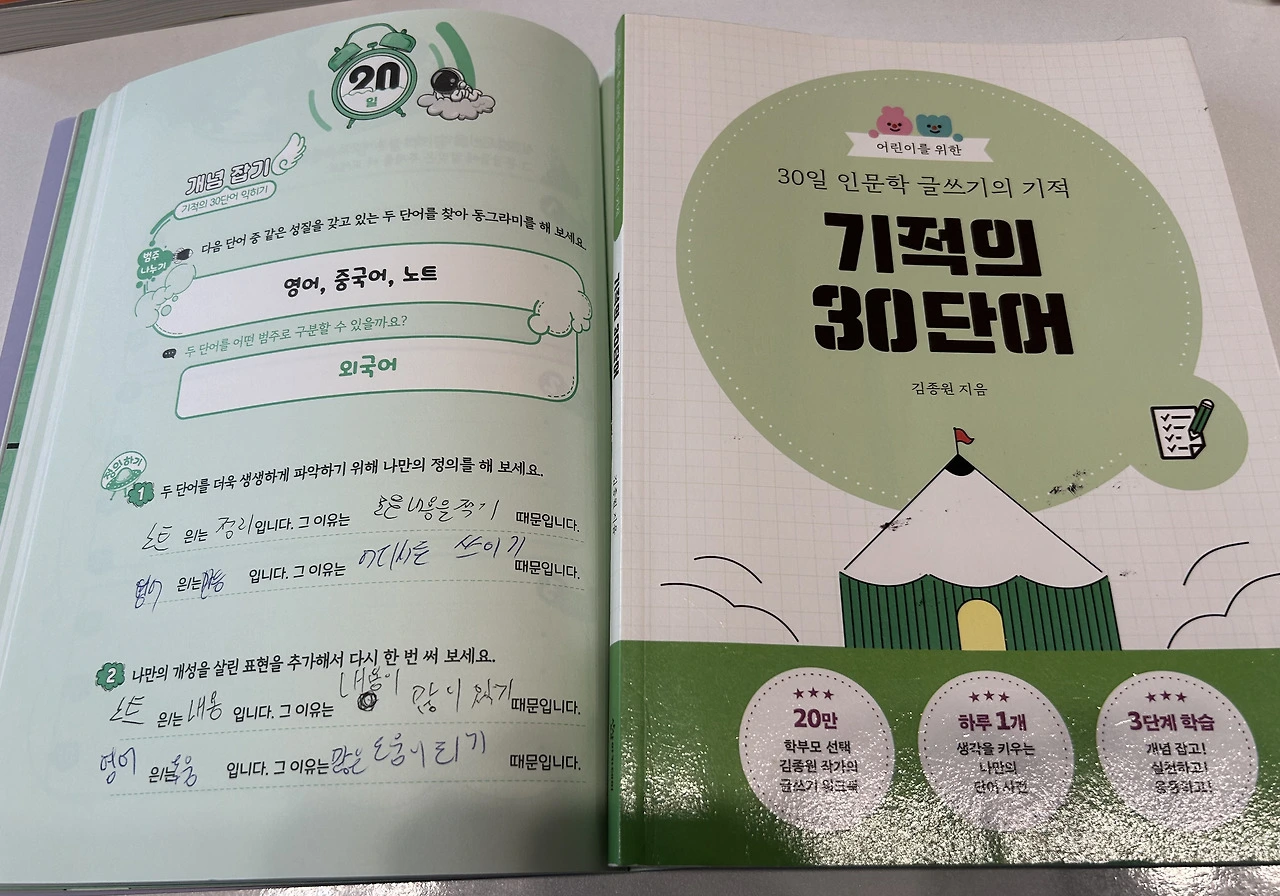 20
일
개념 잡기
기적의 30단어 익히기
범주
나누기
다음 단어 중 같은 성질을 갖고 있는 두 단어를 찾아 동그라미를 해 보세요.
영어, 중국어, 노트
두 단어를 어떤 범주로 구분할 수 있을까요?
외국어
정의하기
1 두 단어를 더욱 생생하게 파악하기 위해 나만의 정의를 해 보세요.
노트 은|는 정리 입니다. 그 이유는 모든 내용을 적기 때문입니다.
영어 은|는 입니다. 그 이유는 어디서든 쓰이기 때문입니다.
2 나만의 개성을 살린 표현을 추가해서 다시 한 번 써 보세요.
노트 은|는 내용 입니다. 그 이유는 내용이 많이 있기 때문입니다.
영어 은|는 입니다. 그 이유는 많은 도움이 되기 때문입니다.
기적의 30단어
어린이를 위한
30일 인문학 글쓰기의 기적
기적의
30단어
김종원 지음
20만
학부모 선택
김종원 작가의
글쓰기 워크북
하루 1개
생각을 키우는
나만의
단어 사전
3단계 학습
개념 잡고!
실천하고!
응용하고!